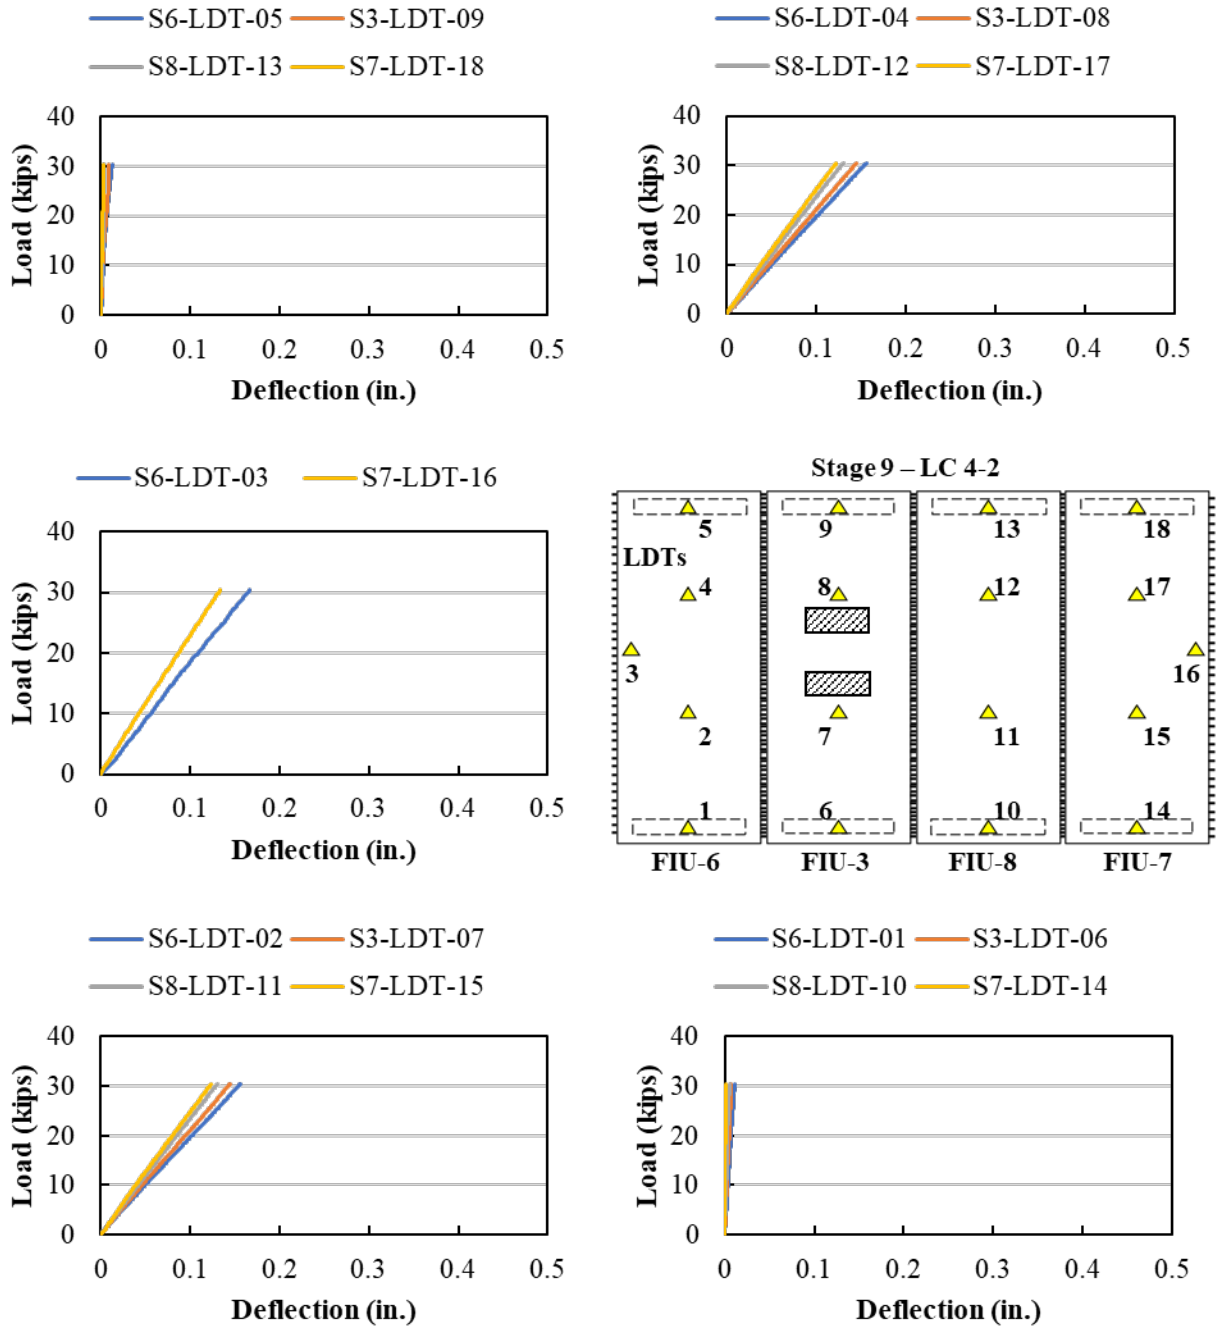 S6-LDT-05 S3-LDT-09
S8-LDT-13 S7-LDT-18
40
30
20
10
0
Load (kips)
0 0.1 0.2 0.3 0.4 0.5
Deflection (in.)
S6-LDT-04 S3-LDT-08
S8-LDT-12 S7-LDT-17
40
30
20
10
0
Load (kips)
0 0.1 0.2 0.3 0.4 0.5
Deflection (in.)
S6-LDT-03 S7-LDT-16
40
30
20
10
0
Load (kips)
0 0.1 0.2 0.3 0.4 0.5
Deflection (in.)
Stage 9 – LC 4-2
5 9 13 18
LDTs
4 8 12 17
3 16
2 7 11 15
1 6 10 14
FIU-6 FIU-3 FIU-8 FIU-7
S6-LDT-02 S3-LDT-07
S8-LDT-11 S7-LDT-15
40
30
20
10
0
Load (kips)
0 0.1 0.2 0.3 0.4 0.5
Deflection (in.)
S6-LDT-01 S3-LDT-06
S8-LDT-10 S7-LDT-14
40
30
20
10
0
Load (kips)
0 0.1 0.2 0.3 0.4 0.5
Deflection (in.)